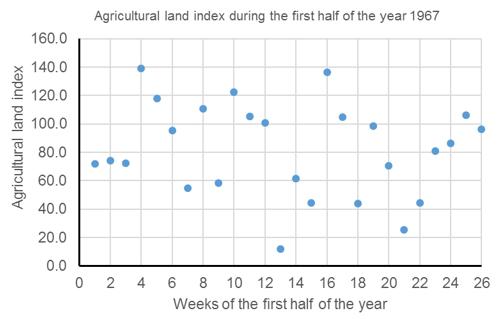 Agricultural land index during the first half of the year 1967
160.0
140.0
120.0
100.0
80.0
60.0
40.0
20.0
0.0
Agricultural land index
0 2 4 6 8 10 12 14 16 18 20 22 24 26
Weeks of the first half of the year